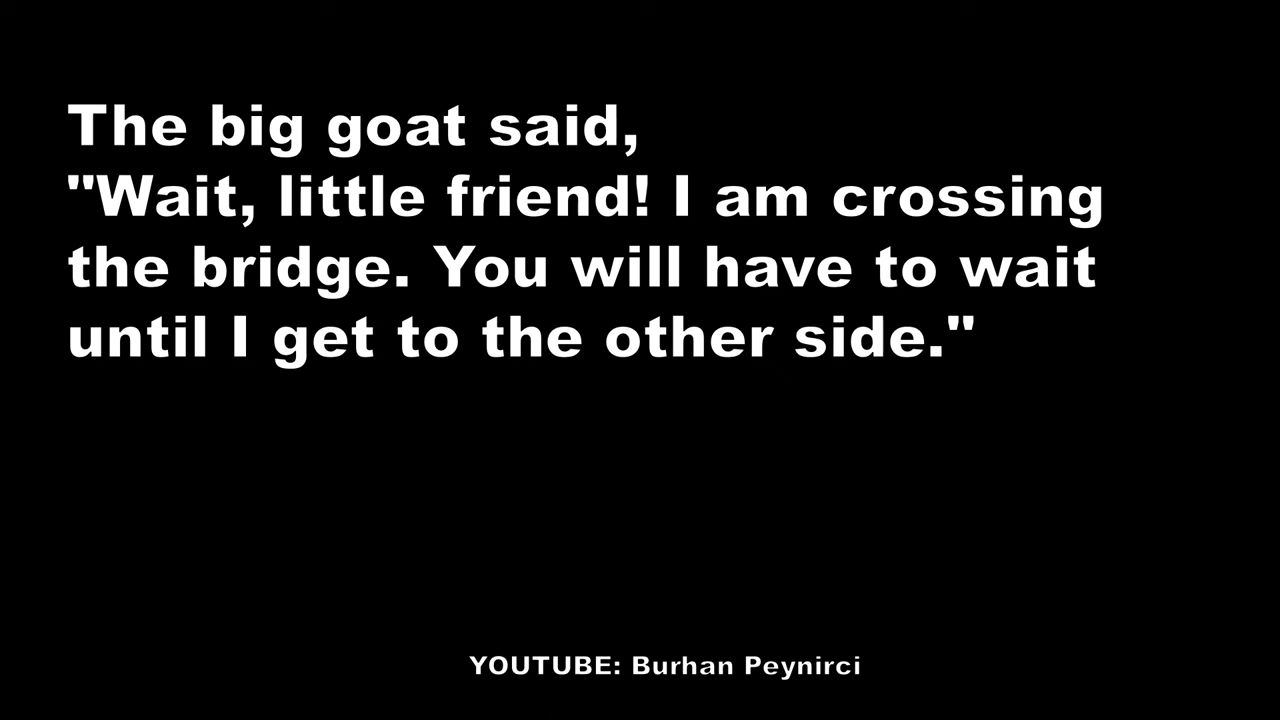 The big goat said,
"Wait, little friend! I am crossing
the bridge. You will have to wait
until I get to the other side."
YOUTUBE: Burhan Peynirci